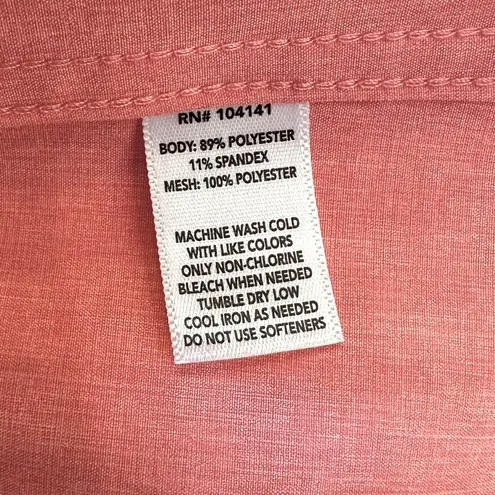 RN# 104141
BODY: 89% POLYESTER
11% SPANDEX
MESH: 100% POLYESTER
MACHINE WASH COLD
WITH LIKE COLORS
ONLY NON-CHLORINE
BLEACH WHEN NEEDED
TUMBLE DRY LOW
COOL IRON AS NEEDED
DO NOT USE SOFTENERS